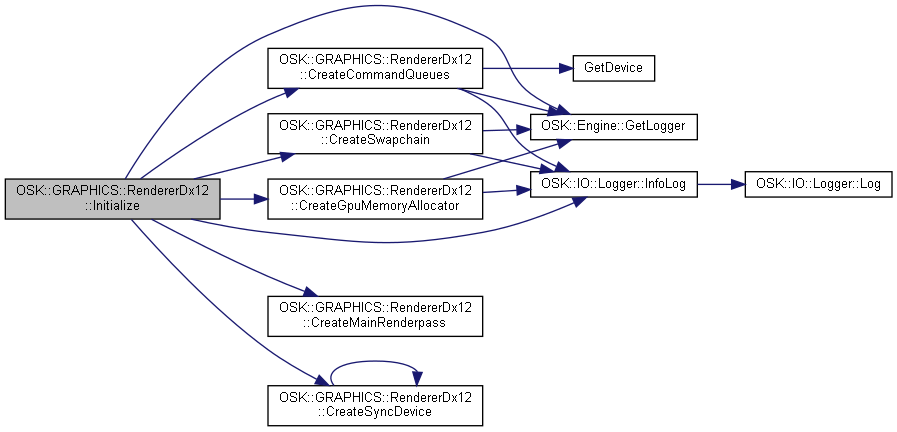 OSK::GRAPHICS::RendererDx12
::Initialize
OSK::GRAPHICS::RendererDx12
::CreateCommandQueues
GetDevice
OSK::GRAPHICS::RendererDx12
::CreateSwapchain
OSK::Engine::GetLogger
OSK::GRAPHICS::RendererDx12
::CreateGpuMemoryAllocator
OSK::IO::Logger::InfoLog
OSK::IO::Logger::Log
OSK::GRAPHICS::RendererDx12
::CreateMainRenderpass
OSK::GRAPHICS::RendererDx12
::CreateSyncDevice